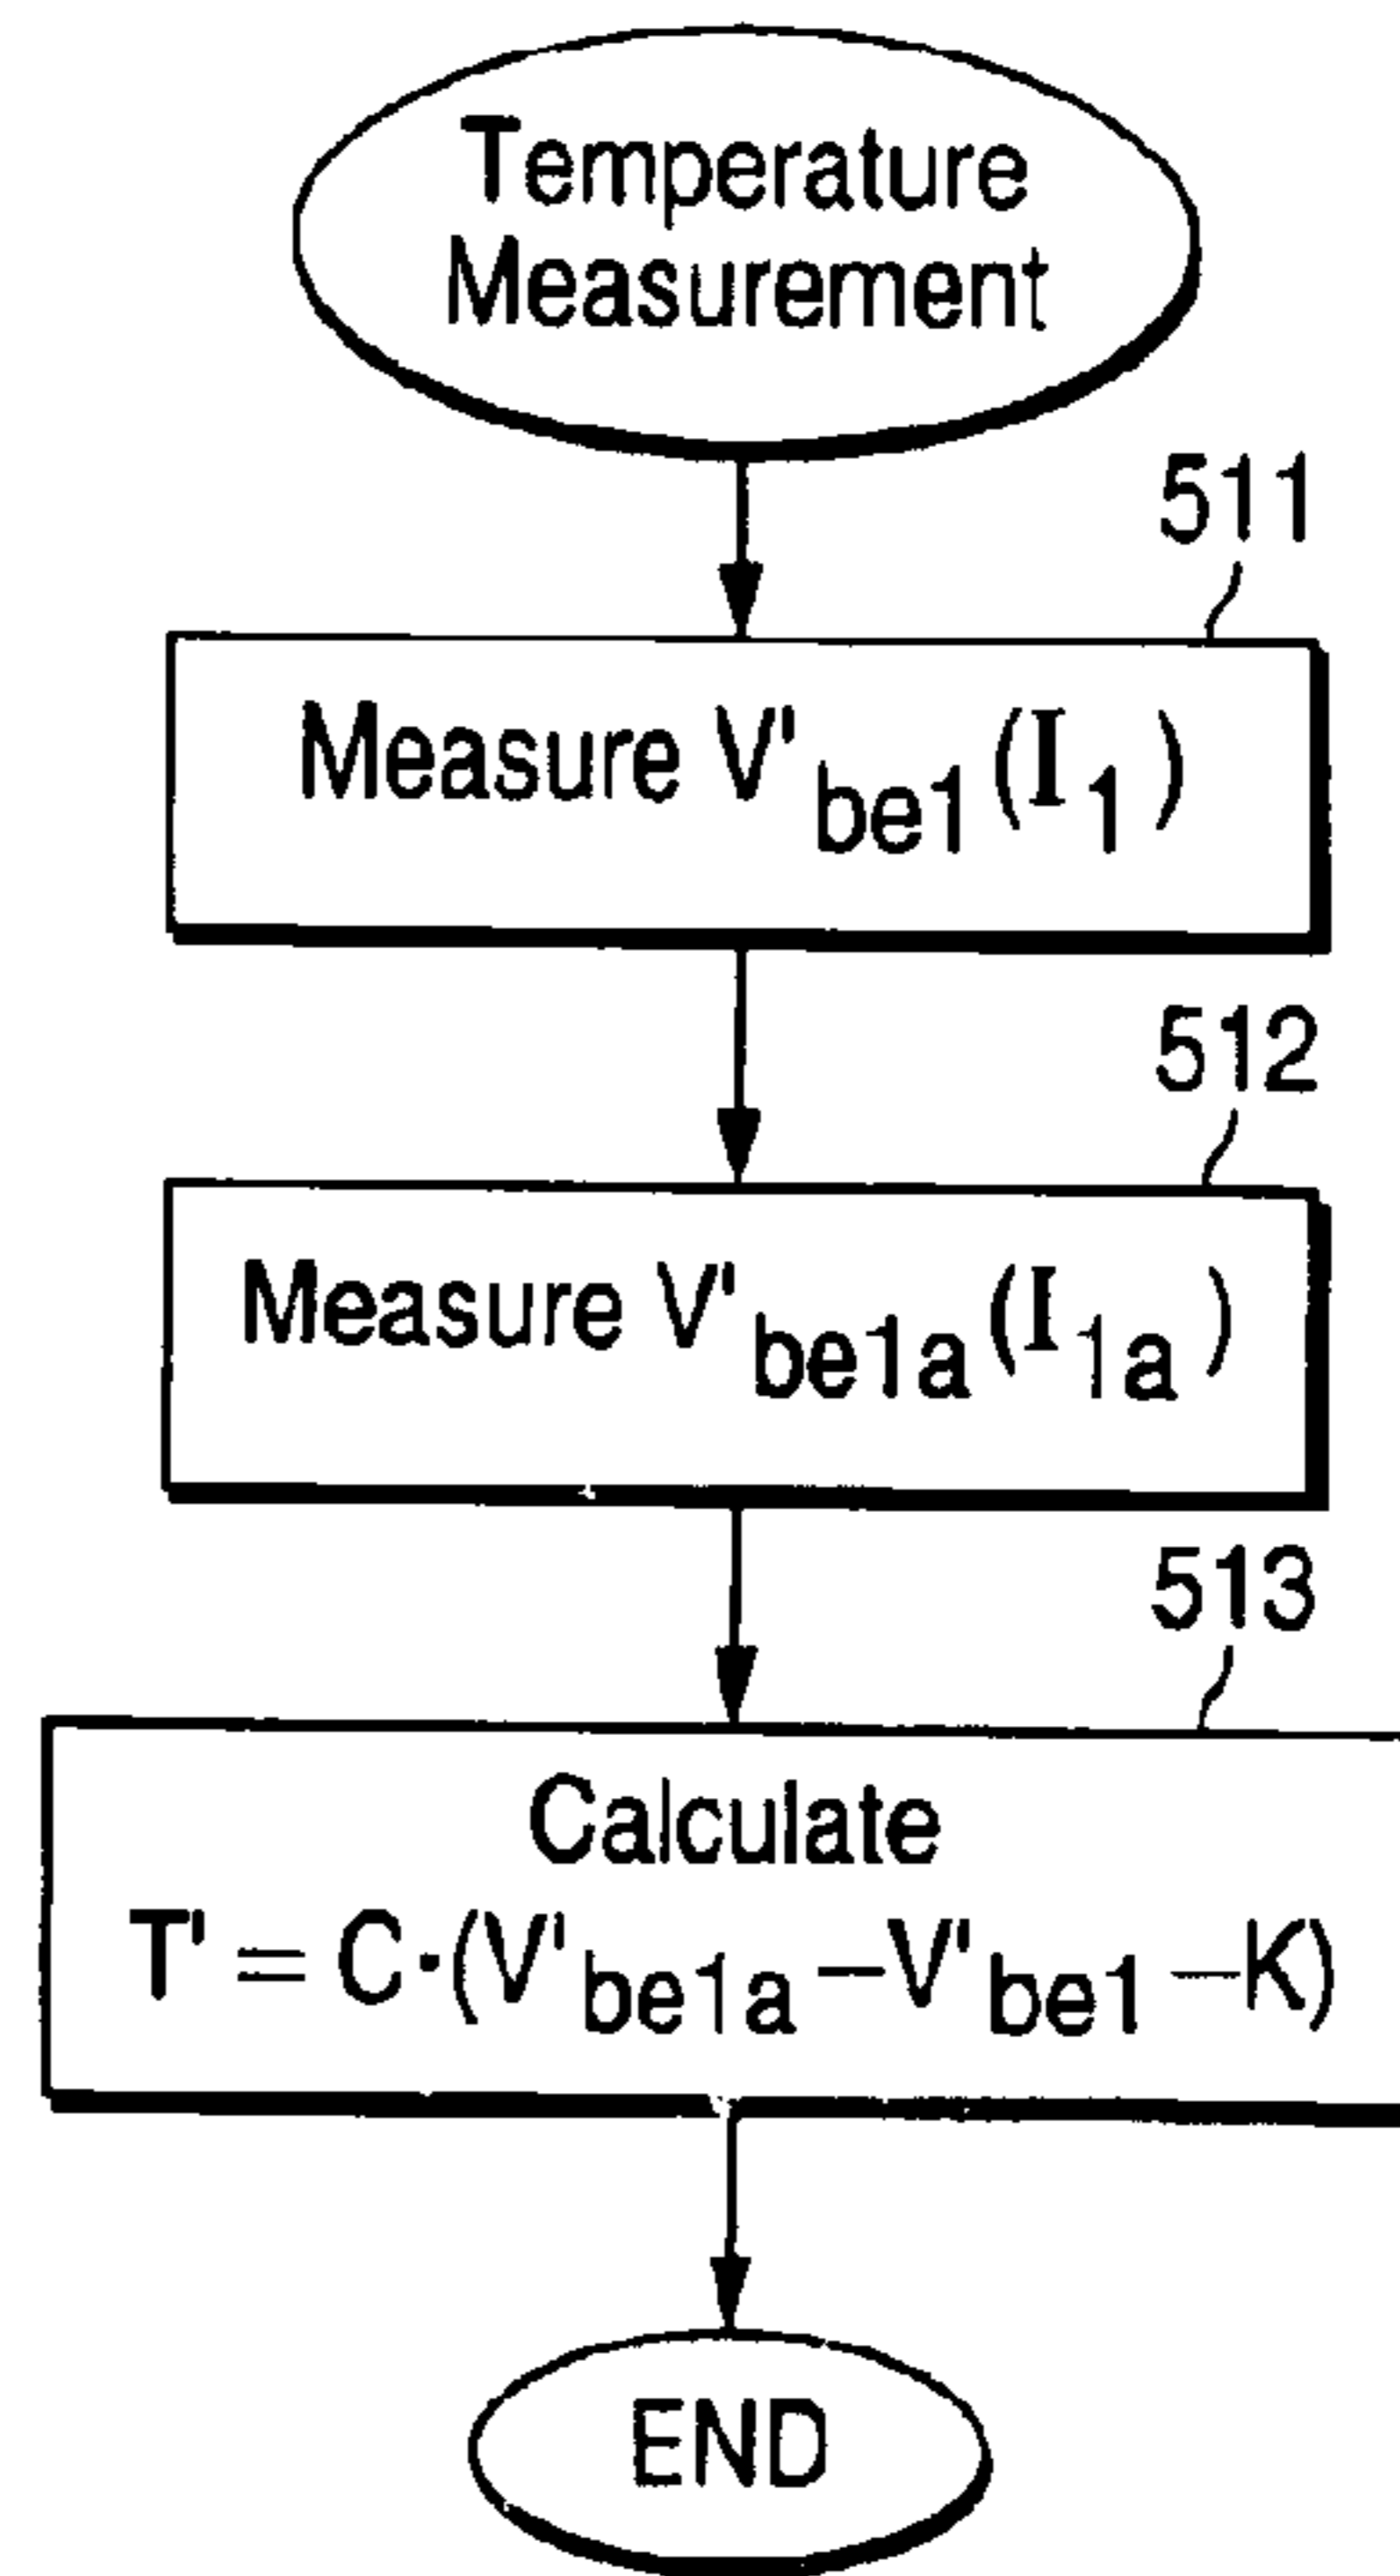 Temperature
Measurement
511
Measure V'be1 (I1)
512
Measure V'be1a (I1a)
513
Calculate
T' = C·(V'be1a–V'be1–K)
END